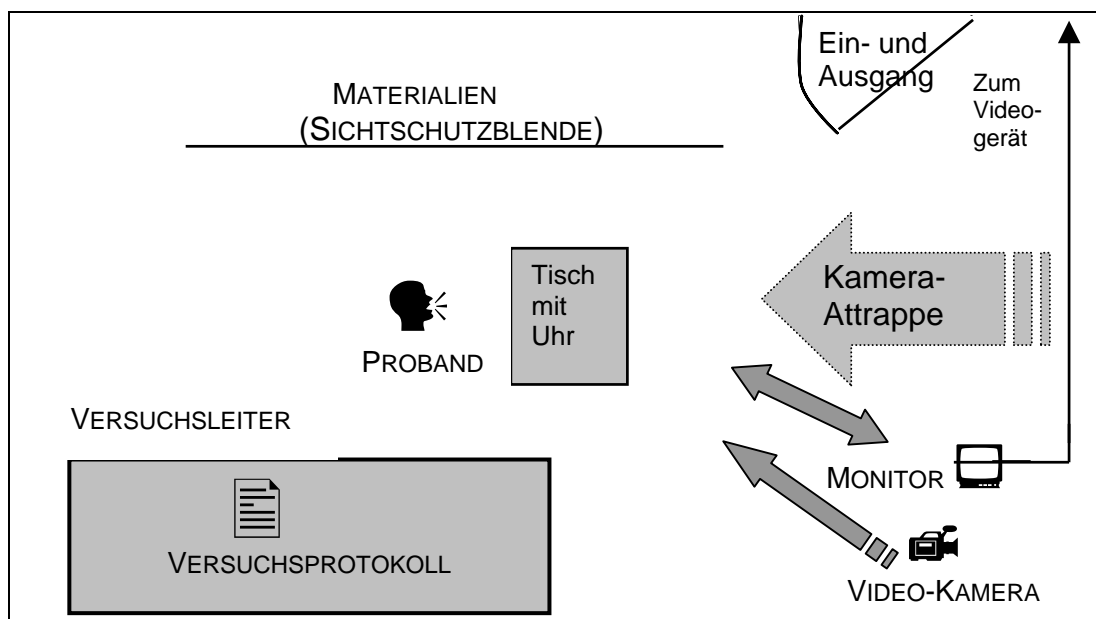 Ein- und
Ausgang
Zum
Video-
gerät
MATERIALIEN
(SICHTSCHUTZBLENDE)
Tisch
mit
Uhr
Kamera-
Attrappe
PROBAND
VERSUCHSLEITER
MONITOR
VERSUCHSPROTOKOLL
VIDEO-KAMERA